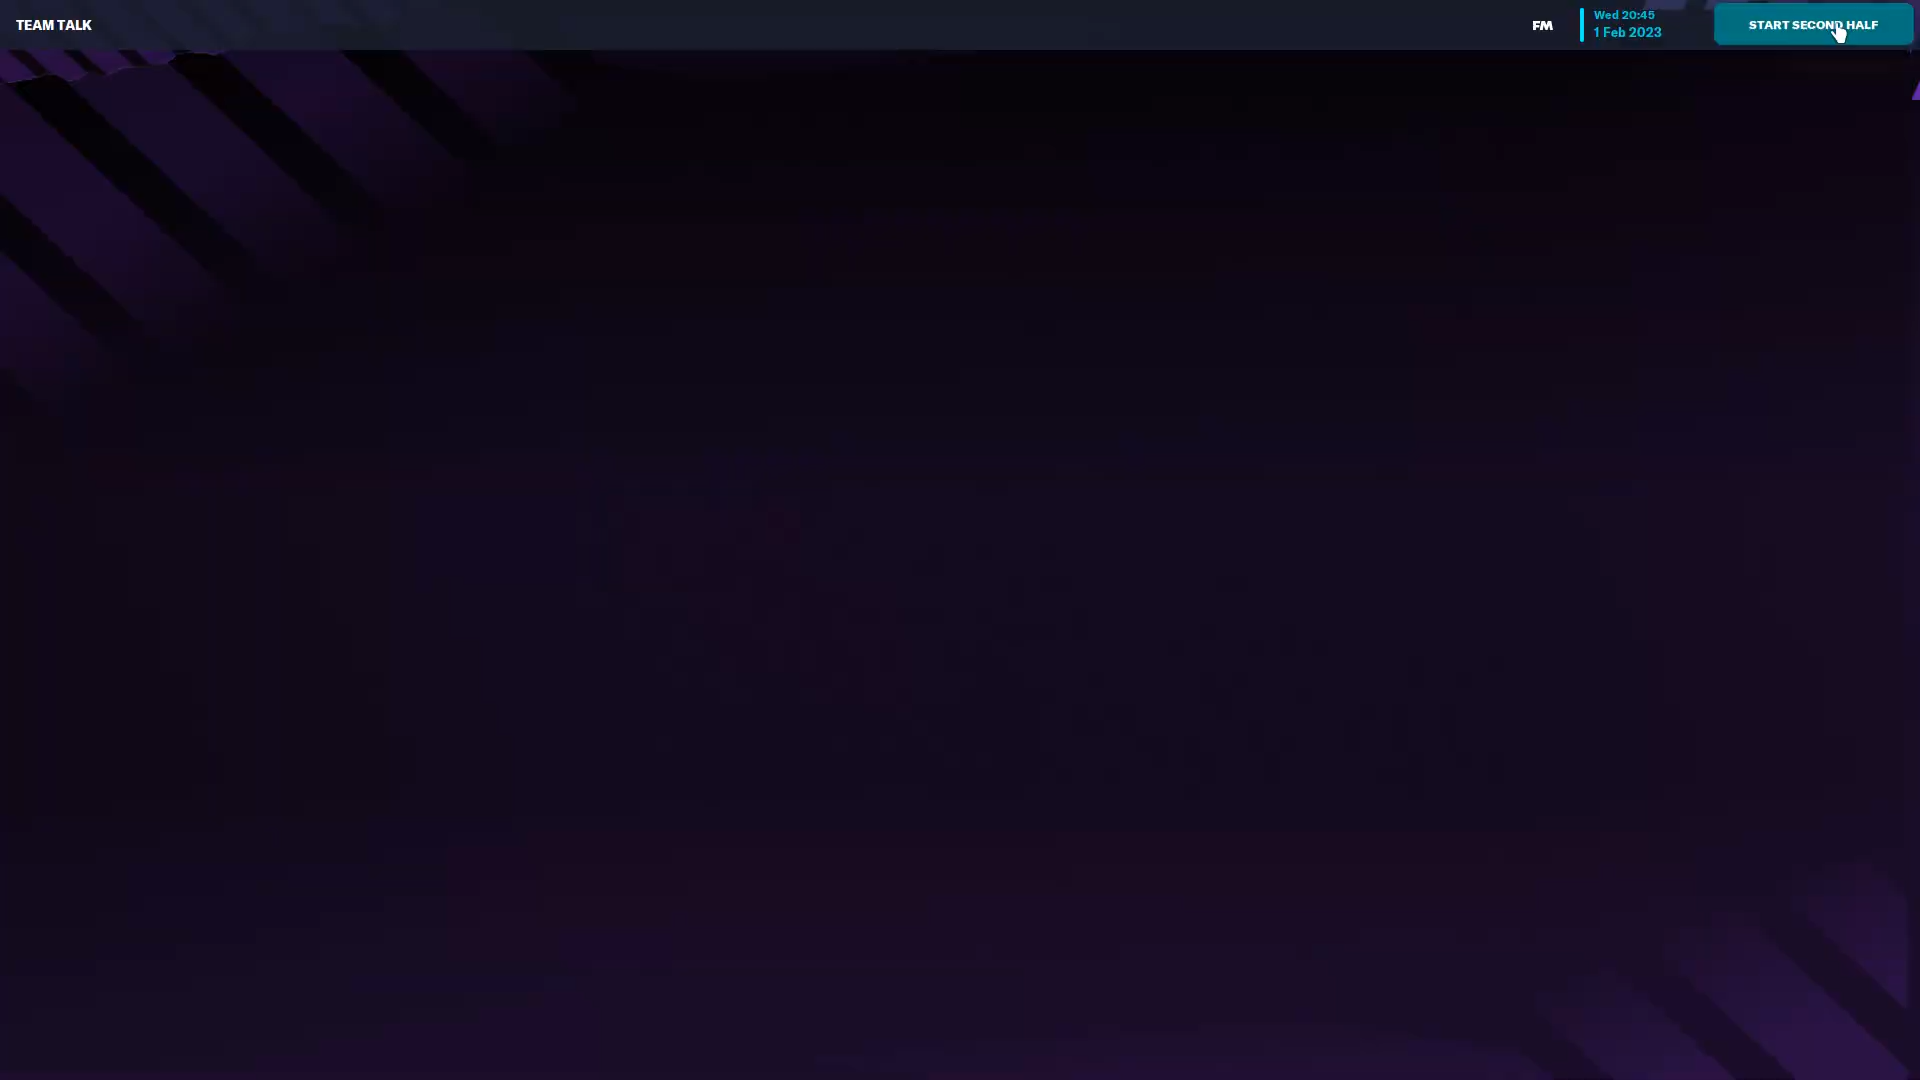 TEAM TALK
FM
Wed 20:45
1 Feb 2023
START SECOND HALF